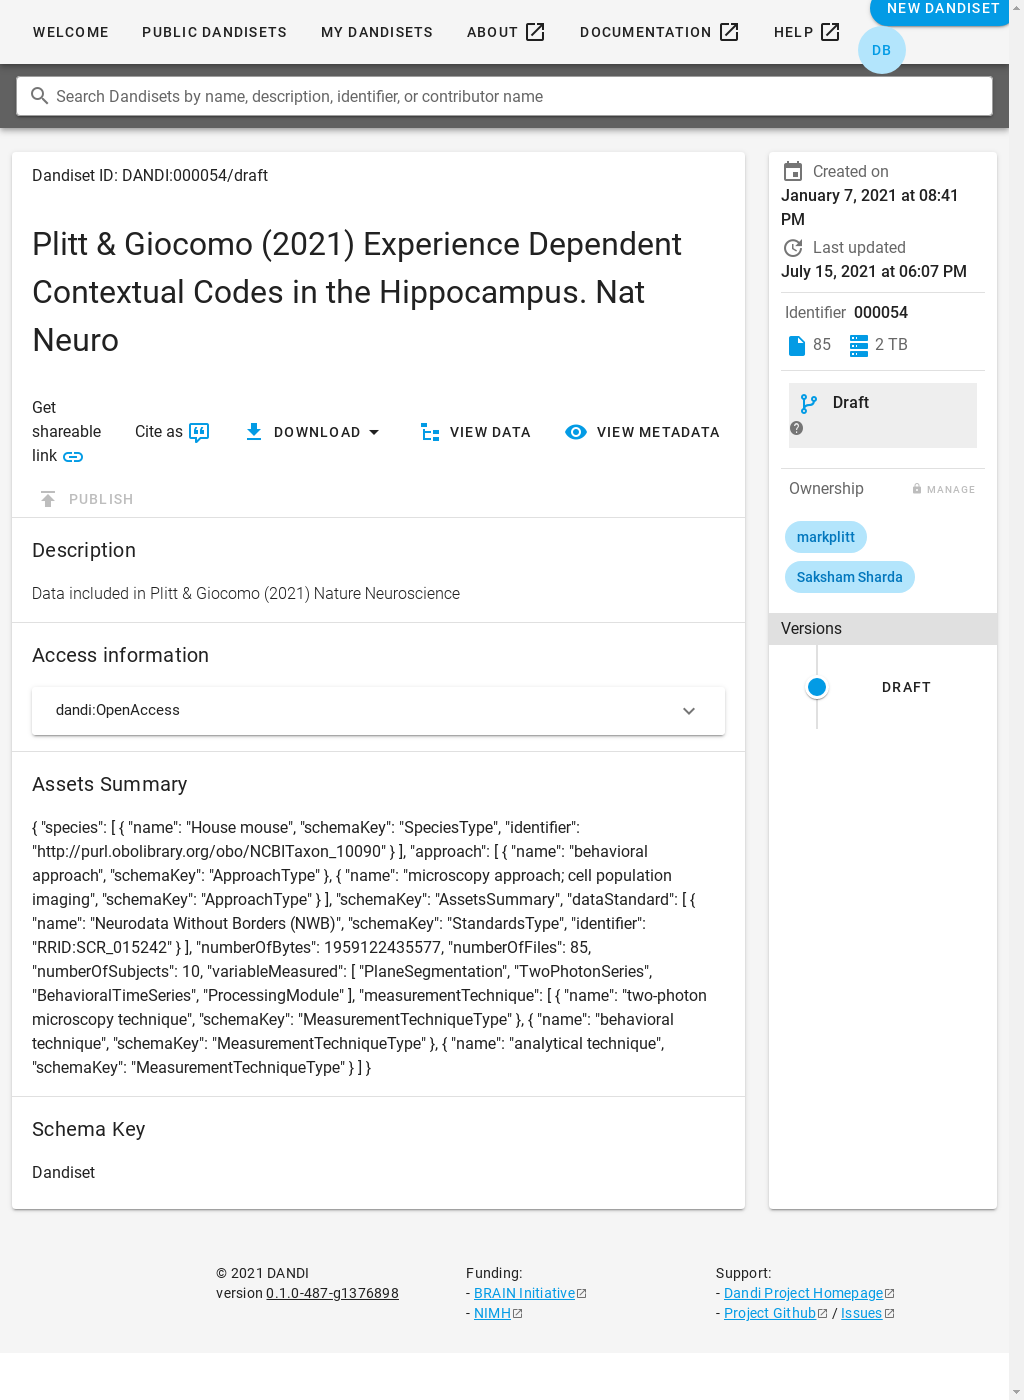 WELCOME
PUBLIC DANDISETS
MY DANDISETS
ABOUT
DOCUMENTATION
HELP
NEW DANDISET
DB
Search Dandisets by name, description, identifier, or contributor name
Dandiset ID: DANDI:000054/draft
Plitt & Giocomo (2021) Experience Dependent
Contextual Codes in the Hippocampus. Nat
Neuro
Get
shareable
link
Cite as
DOWNLOAD
VIEW DATA
VIEW METADATA
PUBLISH
Description
Data included in Plitt & Giocomo (2021) Nature Neuroscience
Access information
dandi:OpenAccess
Assets Summary
{ "species": [ { "name": "House mouse", "schemaKey": "SpeciesType", "identifier":
"http://purl.obolibrary.org/obo/NCBITaxon_10090" } ], "approach": [ { "name": "behavioral
approach", "schemaKey": "ApproachType" }, { "name": "microscopy approach; cell population
imaging", "schemaKey": "ApproachType" } ], "schemaKey": "AssetsSummary", "dataStandard": [ {
"name": "Neurodata Without Borders (NWB)", "schemaKey": "StandardsType", "identifier":
"RRID:SCR_015242" } ], "numberOfBytes": 1959122435577, "numberOfFiles": 85,
"numberOfSubjects": 10, "variableMeasured": [ "PlaneSegmentation", "TwoPhotonSeries",
"BehavioralTimeSeries", "ProcessingModule" ], "measurementTechnique": [ { "name": "two-photon
microscopy technique", "schemaKey": "MeasurementTechniqueType" }, { "name": "behavioral
technique", "schemaKey": "MeasurementTechniqueType" }, { "name": "analytical technique",
"schemaKey": "MeasurementTechniqueType" } ] }
Schema Key
Dandiset
Created on
January 7, 2021 at 08:41
PM
Last updated
July 15, 2021 at 06:07 PM
Identifier 000054
85
2 TB
Draft
Ownership
MANAGE
markplitt
Saksham Sharda
Versions
DRAFT
© 2021 DANDI
version 0.1.0-487-g1376898
Funding:
- BRAIN Initiative
- NIMH
Support:
- Dandi Project Homepage
- Project Github / Issues